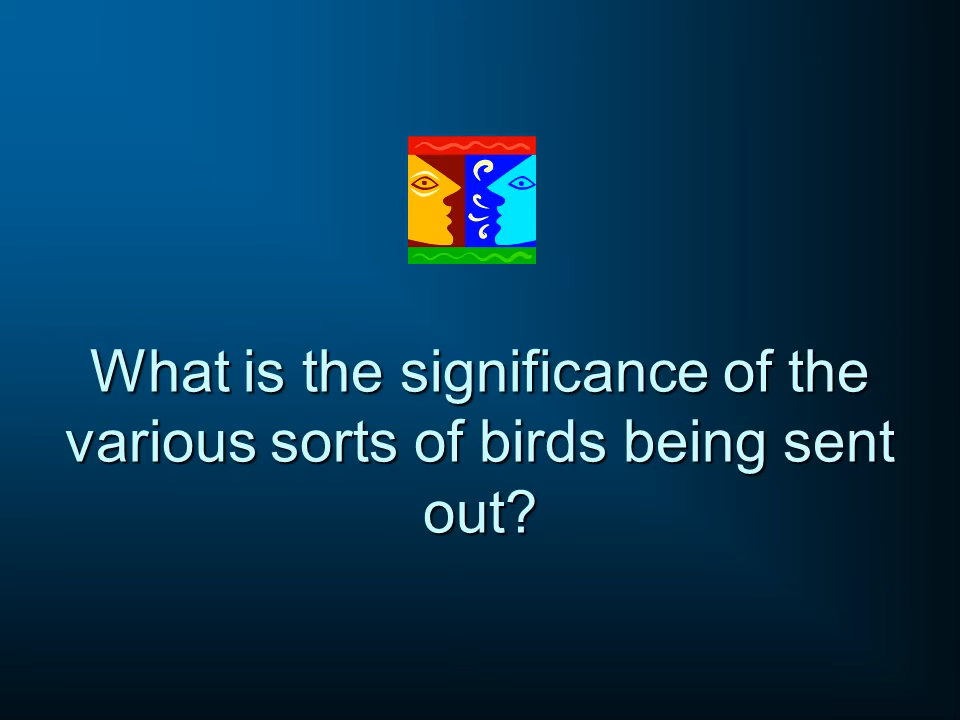 What is the significance of the
various sorts of birds being sent
out?